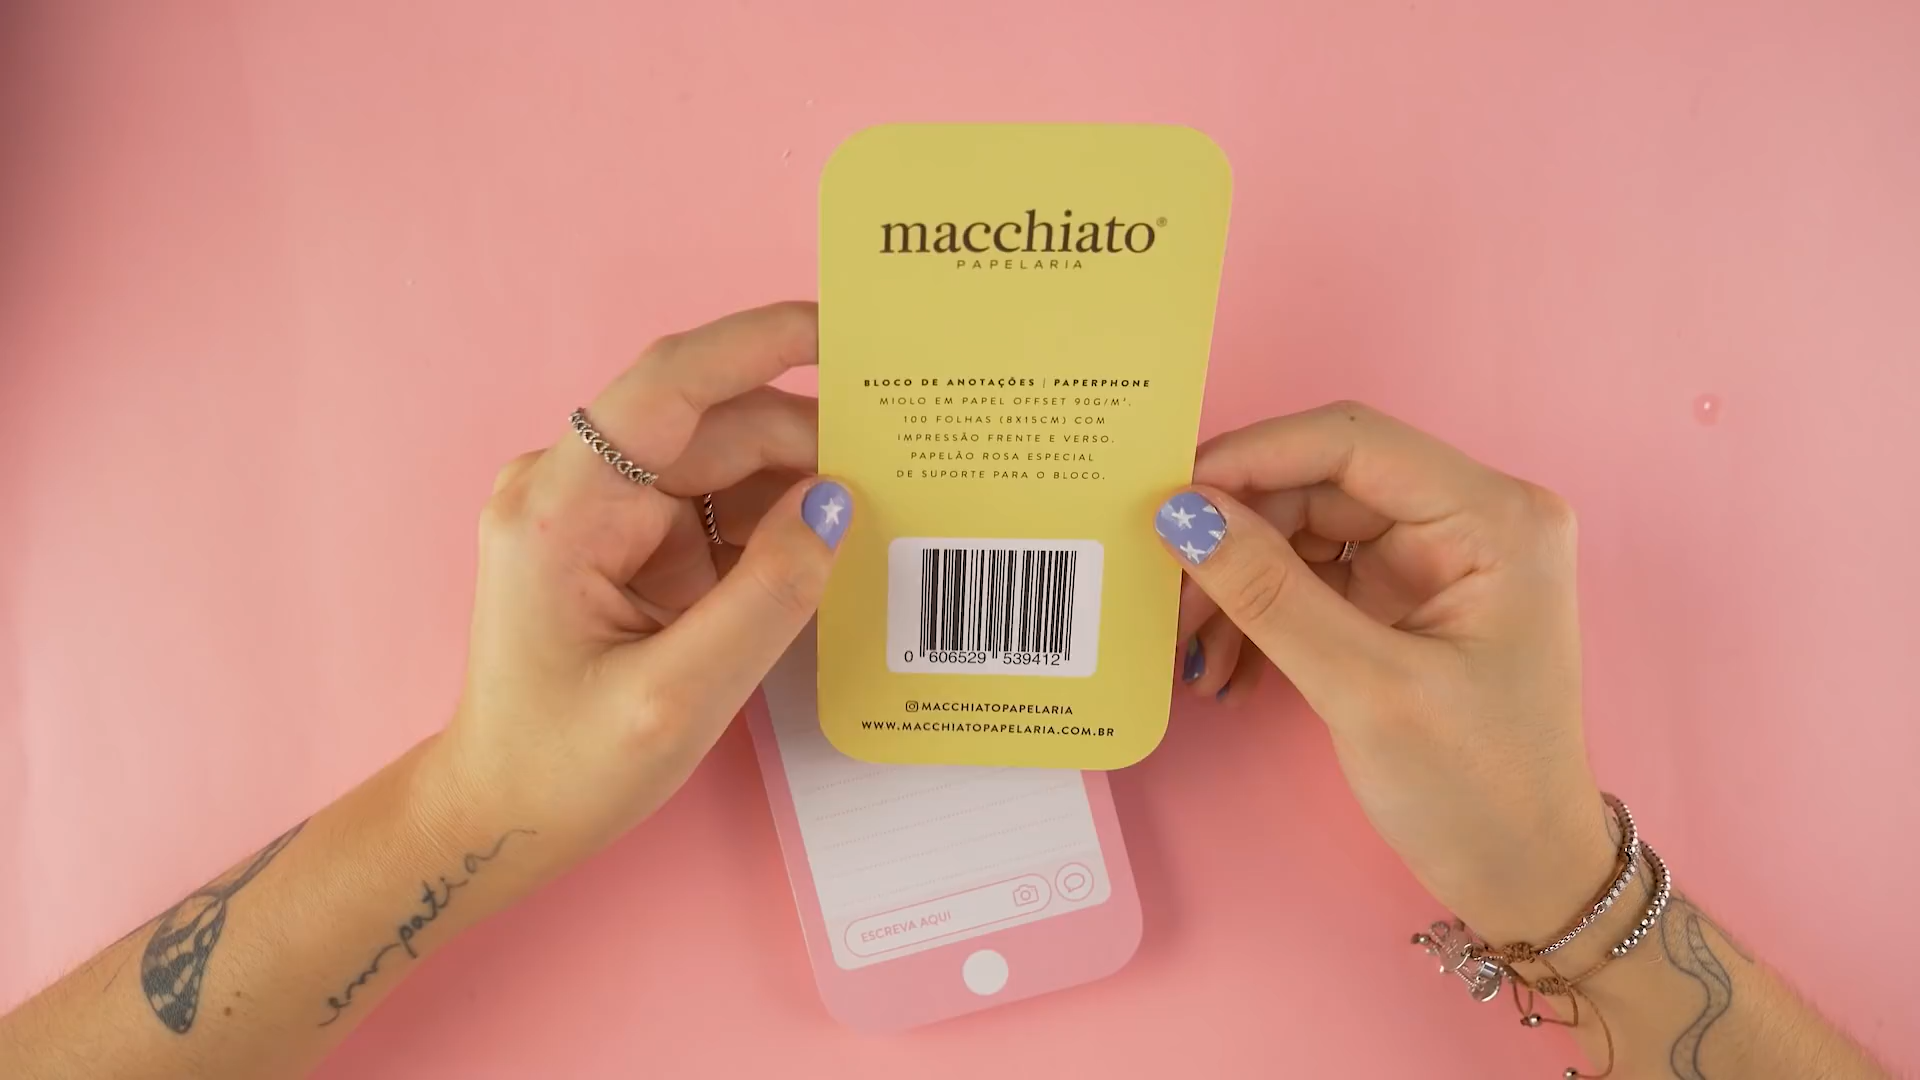 macchiato®
PAPELARIA
BLOCO DE ANOTAÇÕES | PAPERPHONE
MIOLO EM PAPEL OFFSET 90G/M².
100 FOLHAS (8X15CM) COM
IMPRESSÃO FRENTE E VERSO.
PAPELÃO ROSA ESPECIAL
DE SUPORTE PARA O BLOCO.
0 606529 539412
MACCHIATOPAPELARIA
WWW.MACCHIATOPAPELARIA.COM.BR
ESCREVA AQUI
empatia